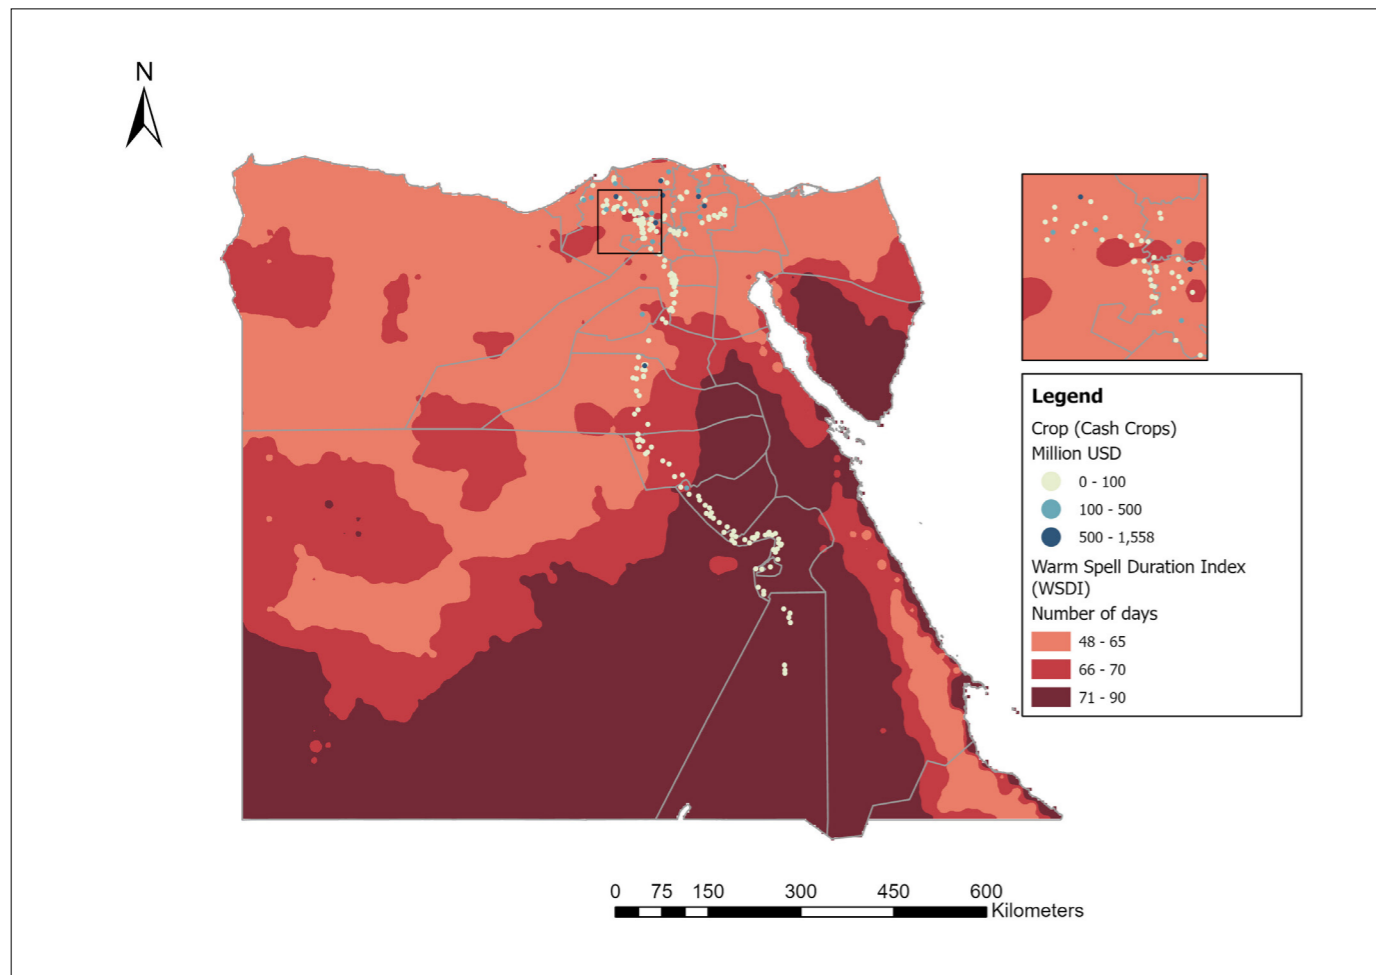 N
Legend
Crop (Cash Crops)
Million USD
0 - 100
100 - 500
500 - 1,558
Warm Spell Duration Index
(WSDI)
Number of days
48 - 65
66 - 70
71 - 90
0 75 150 300 450 600
Kilometers